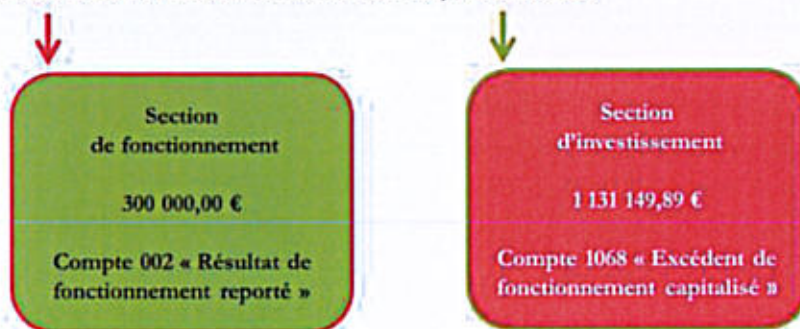 Section
de fonctionnement
300 000,00 €
Compte 002 « Résultat de
fonctionnement reporté »
Section
d'investissement
1 131 149,89 €
Compte 1068 « Excédent de
fonctionnement capitalisé »